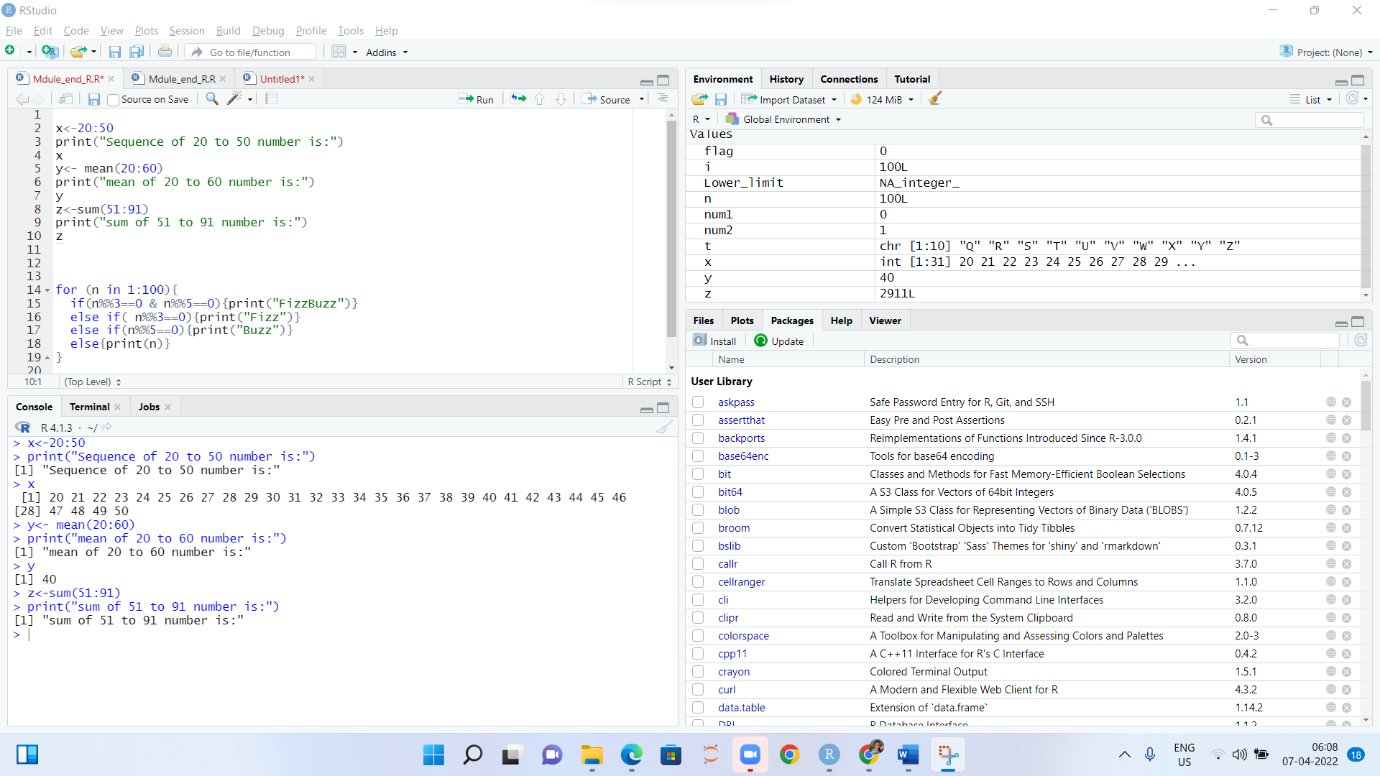 RStudio
File Edit Code View Plots Session Build Debug Profile Tools Help
Go to file/function Addins Project: (None)
Mdule_end_R.R* Mdule_end_R.R Untitled1*
Source on Save Run Source
1
2 x<-20:50
3 print("Sequence of 20 to 50 number is:")
4 x
5 y<- mean(20:60)
6 print("mean of 20 to 60 number is:")
7 y
8 z<-sum(51:91)
9 print("sum of 51 to 91 number is:")
10 z
11
12
13
14 for (n in 1:100){
15 if(n%%3==0 & n%%5==0){print("FizzBuzz")}
16 else if( n%%3==0){print("Fizz")}
17 else if(n%%5==0){print("Buzz")}
18 else{print(n)}
19 }
20
10:1 (Top Level) R Script
Console Terminal Jobs
R 4.1.3 · ~/
> x<-20:50
> print("Sequence of 20 to 50 number is:")
[1] "Sequence of 20 to 50 number is:"
> x
[1] 20 21 22 23 24 25 26 27 28 29 30 31 32 33 34 35 36 37 38 39 40 41 42 43 44 45 46
[28] 47 48 49 50
> y<- mean(20:60)
> print("mean of 20 to 60 number is:")
[1] "mean of 20 to 60 number is:"
> y
[1] 40
> z<-sum(51:91)
> print("sum of 51 to 91 number is:")
[1] "sum of 51 to 91 number is:"
>
Environment History Connections Tutorial
Import Dataset 124 MiB List
R Global Environment
Values
flag 0
i 100L
Lower_limit NA_integer_
n 100L
num1 0
num2 1
t chr [1:10] "Q" "R" "S" "T" "U" "V" "W" "X" "Y" "Z"
x int [1:31] 20 21 22 23 24 25 26 27 28 29 ...
y 40
z 2911L
Files Plots Packages Help Viewer
Install Update
Name Description Version
User Library
askpass Safe Password Entry for R, Git, and SSH 1.1
assertthat Easy Pre and Post Assertions 0.2.1
backports Reimplementations of Functions Introduced Since R-3.0.0 1.4.1
base64enc Tools for base64 encoding 0.1-3
bit Classes and Methods for Fast Memory-Efficient Boolean Selections 4.0.4
bit64 A S3 Class for Vectors of 64bit Integers 4.0.5
blob A Simple S3 Class for Representing Vectors of Binary Data ('BLOBS') 1.2.2
broom Convert Statistical Objects into Tidy Tibbles 0.7.12
bslib Custom 'Bootstrap' 'Sass' Themes for 'shiny' and 'rmarkdown' 0.3.1
callr Call R from R 3.7.0
cellranger Translate Spreadsheet Cell Ranges to Rows and Columns 1.1.0
cli Helpers for Developing Command Line Interfaces 3.2.0
clipr Read and Write from the System Clipboard 0.8.0
colorspace A Toolbox for Manipulating and Assessing Colors and Palettes 2.0-3
cpp11 A C++11 Interface for R's C Interface 0.4.2
crayon Colored Terminal Output 1.5.1
curl A Modern and Flexible Web Client for R 4.3.2
data.table Extension of `data.frame` 1.14.2
DBI R Database Interface 1.1.2
ENG
US
06:08
07-04-2022
18